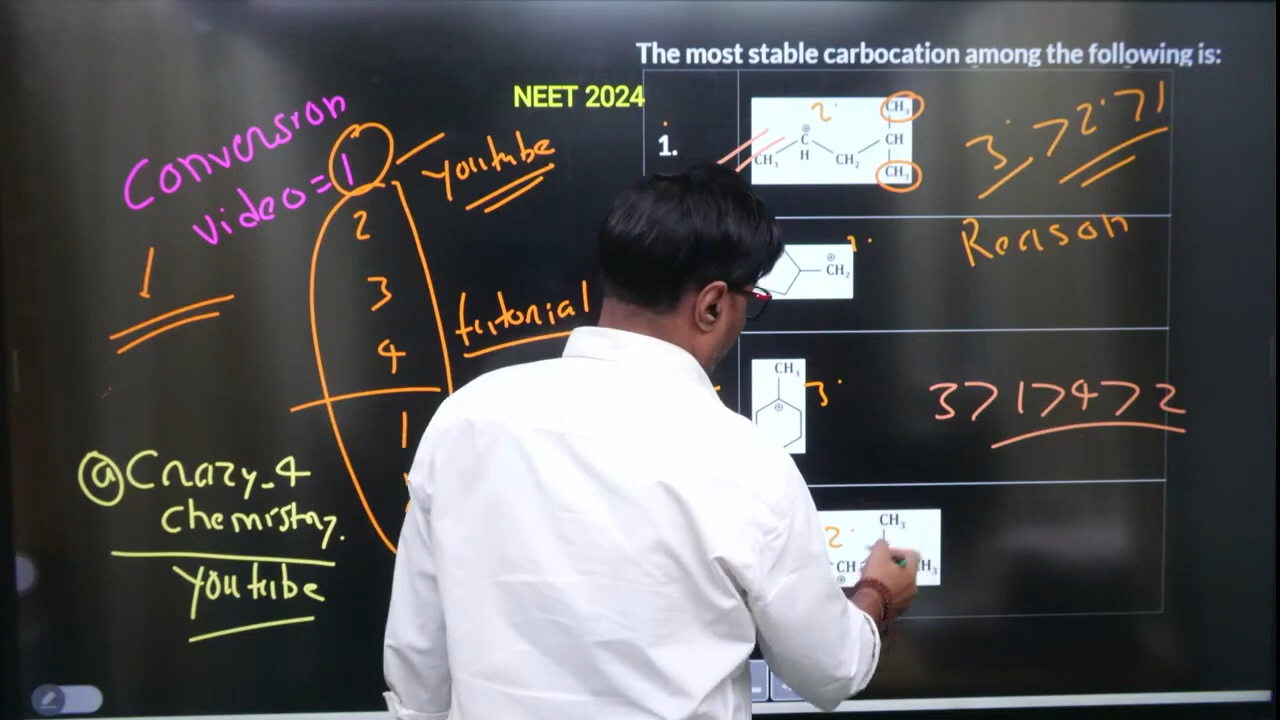 The most stable carbocation among the following is:
NEET 2024
Conversion
video = 1
youtube
2
3
4
1
1
tutorial
@Crazy_4
chemistry.
Youtube
1.
2°
CH₃
⊕
C
H
CH₃
CH₂
CH
CH₃
3° > 2° > 1
Reason
⊕
CH₂
CH₃
⊕
3°
3 > 1 > 4 > 2
2°
CH₃
CH
⊕
H₃